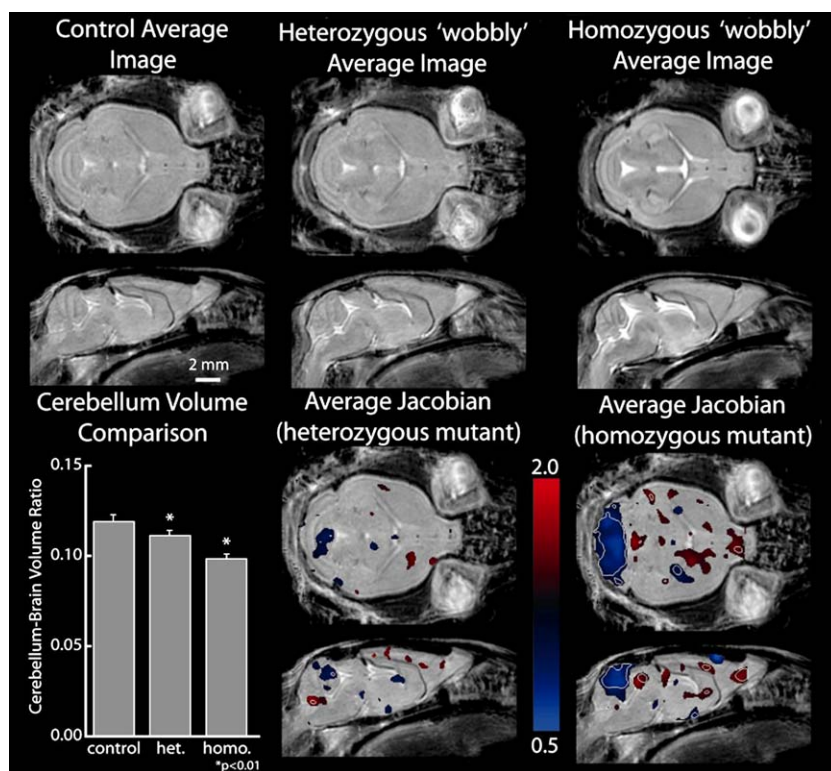 Control Average
Image
Heterozygous ‘wobbly’
Average Image
Homozygous ‘wobbly’
Average Image
2 mm
Cerebellum Volume
Comparison
Cerebellum-Brain Volume Ratio
0.15
0.10
0.05
0.00
*
*
control
het.
homo.
*p<0.01
Average Jacobian
(heterozygous mutant)
2.0
0.5
Average Jacobian
(homozygous mutant)